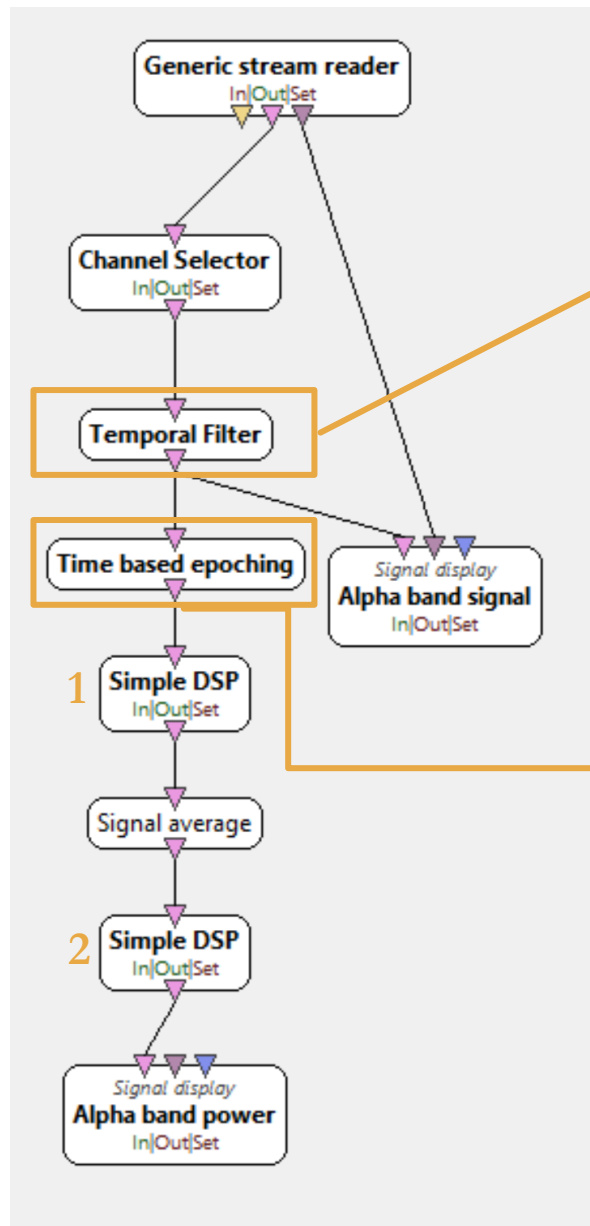 Generic stream reader
In|Out|Set
Channel Selector
In|Out|Set
Temporal Filter
Time based epoching
Signal display
Alpha band signal
In|Out|Set
1
Simple DSP
In|Out|Set
Signal average
2
Simple DSP
In|Out|Set
Signal display
Alpha band power
In|Out|Set